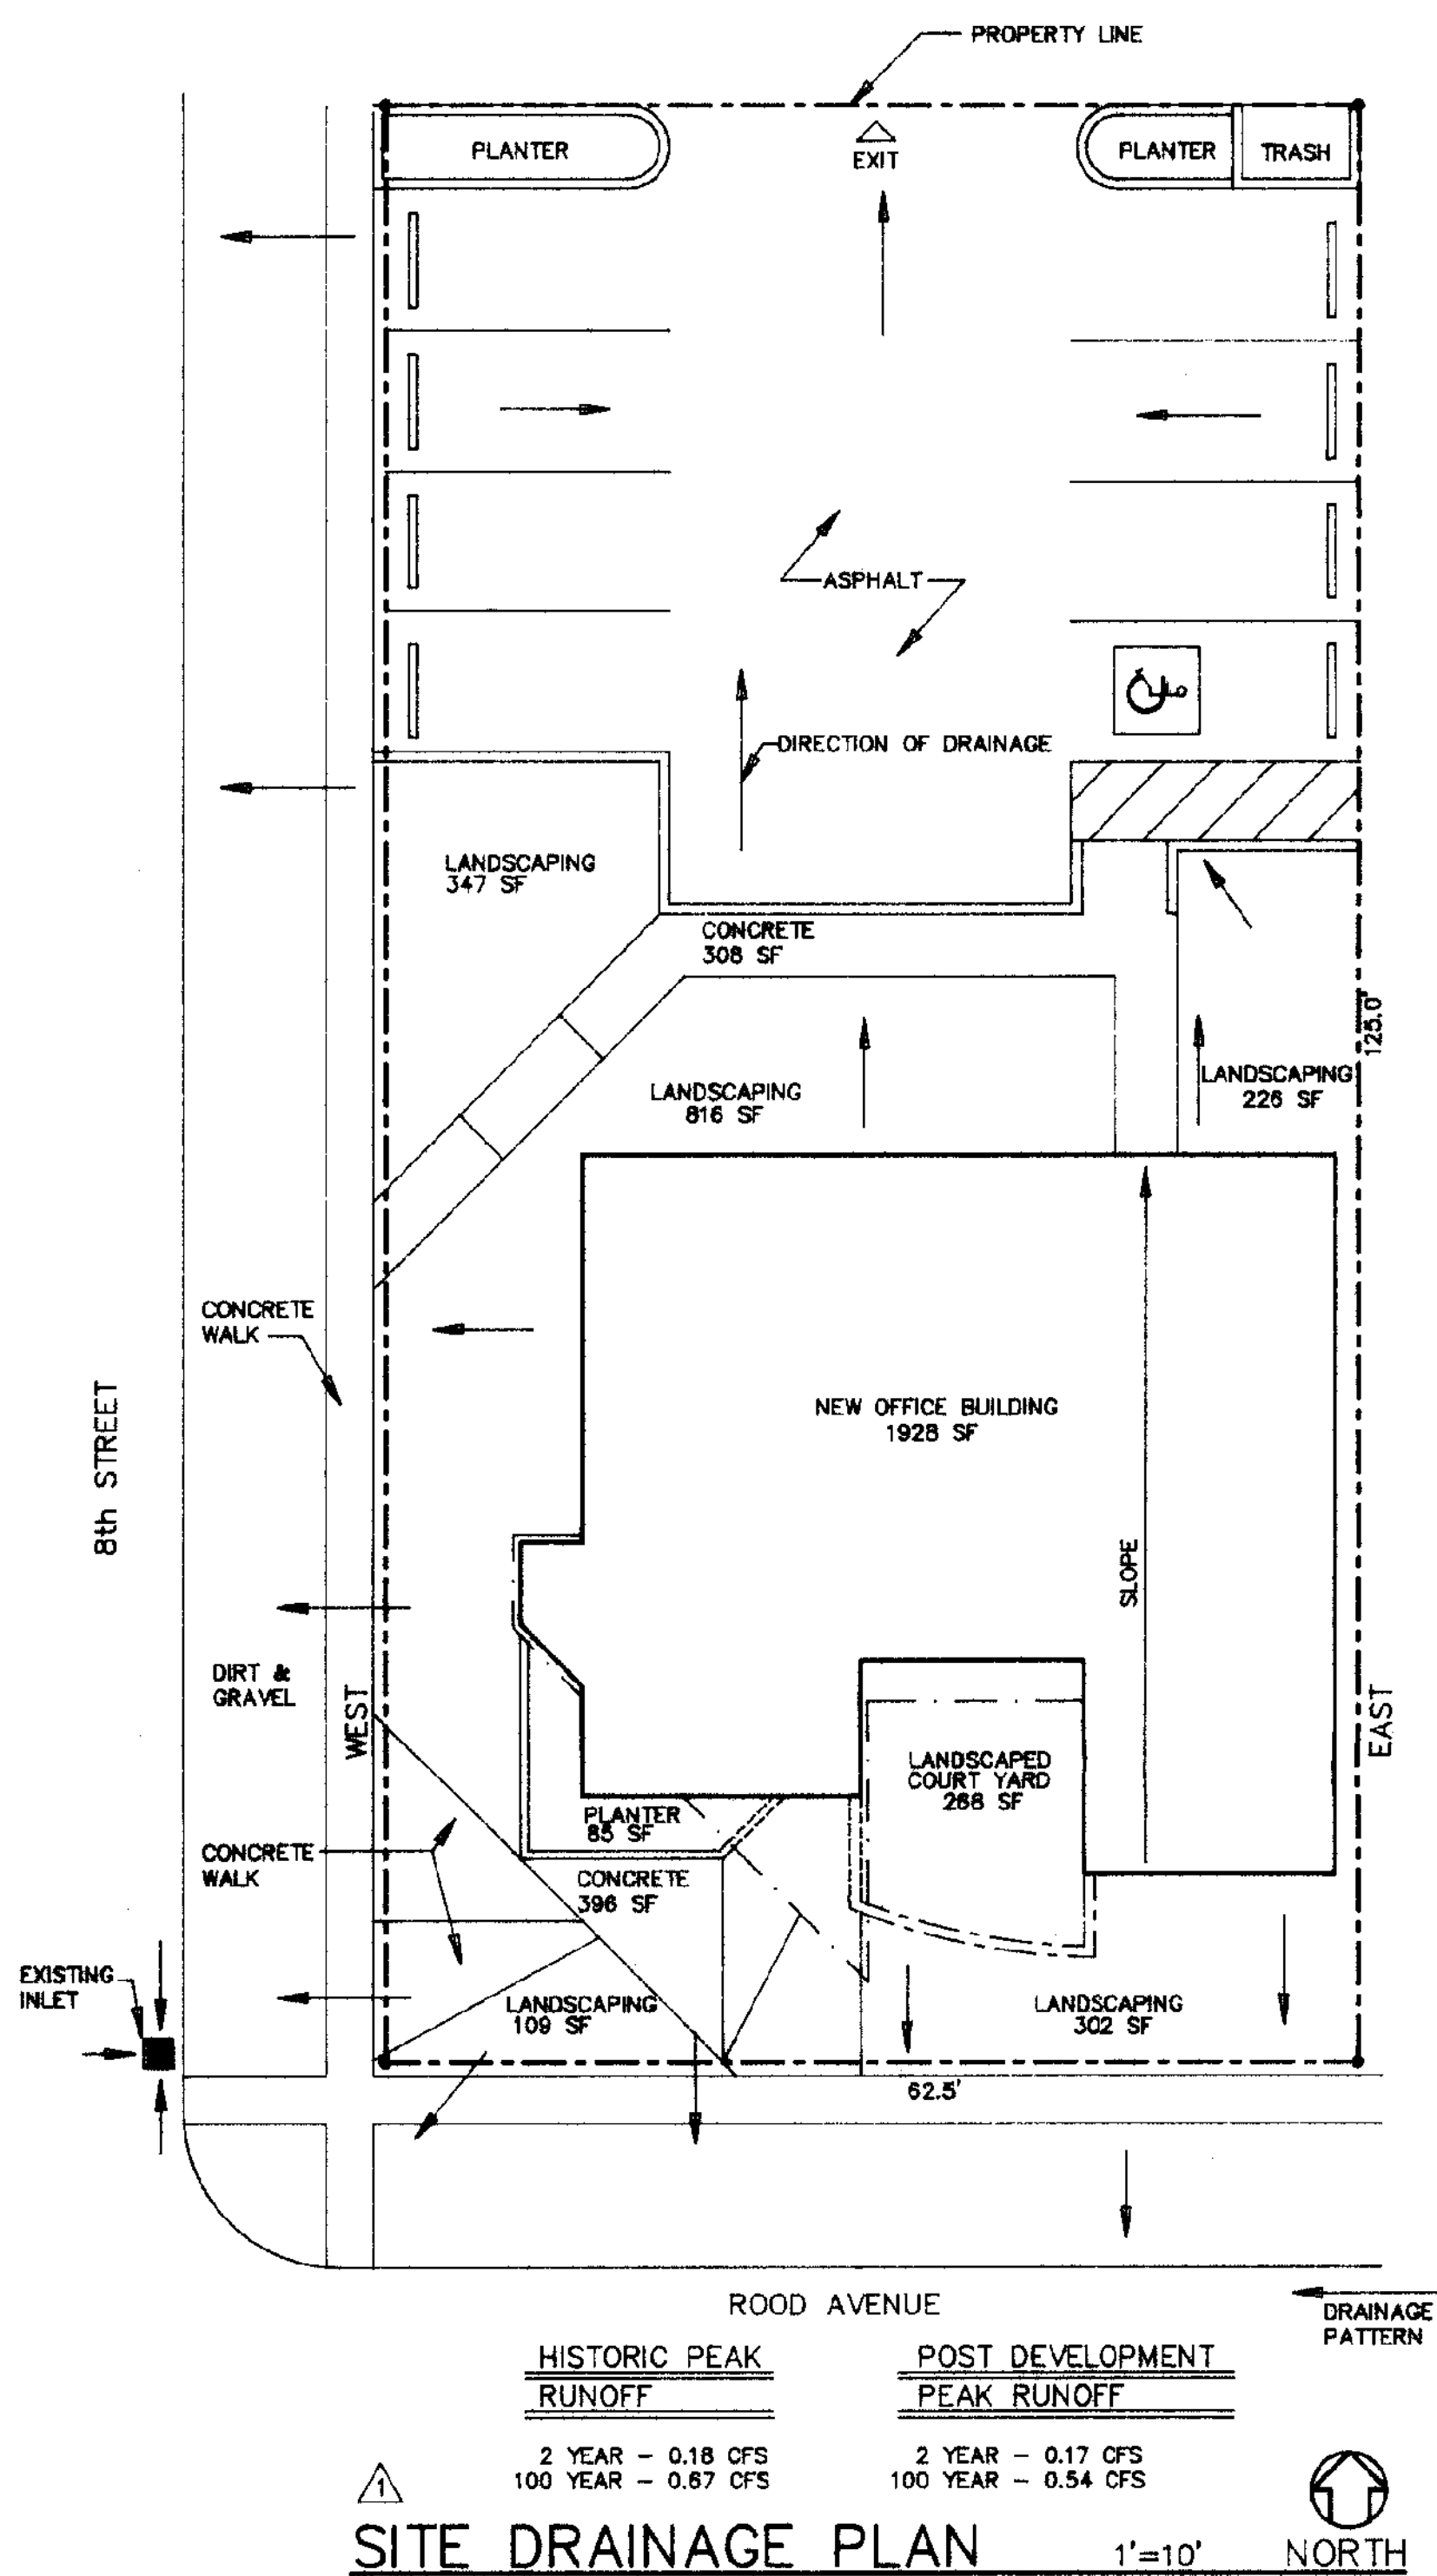 PROPERTY LINE
PLANTER
EXIT
PLANTER
TRASH
ASPHALT
DIRECTION OF DRAINAGE
LANDSCAPING
347 SF
CONCRETE
308 SF
125.0'
LANDSCAPING
816 SF
LANDSCAPING
226 SF
CONCRETE
WALK
8th STREET
NEW OFFICE BUILDING
1928 SF
SLOPE
DIRT &
GRAVEL
WEST
EAST
LANDSCAPED
COURT YARD
268 SF
PLANTER
85 SF
CONCRETE
WALK
CONCRETE
396 SF
EXISTING
INLET
LANDSCAPING
109 SF
LANDSCAPING
302 SF
62.5'
ROOD AVENUE
DRAINAGE
PATTERN
HISTORIC PEAK
RUNOFF
2 YEAR - 0.18 CFS
100 YEAR - 0.67 CFS
POST DEVELOPMENT
PEAK RUNOFF
2 YEAR - 0.17 CFS
100 YEAR - 0.54 CFS
1
SITE DRAINAGE PLAN
1'=10'
NORTH